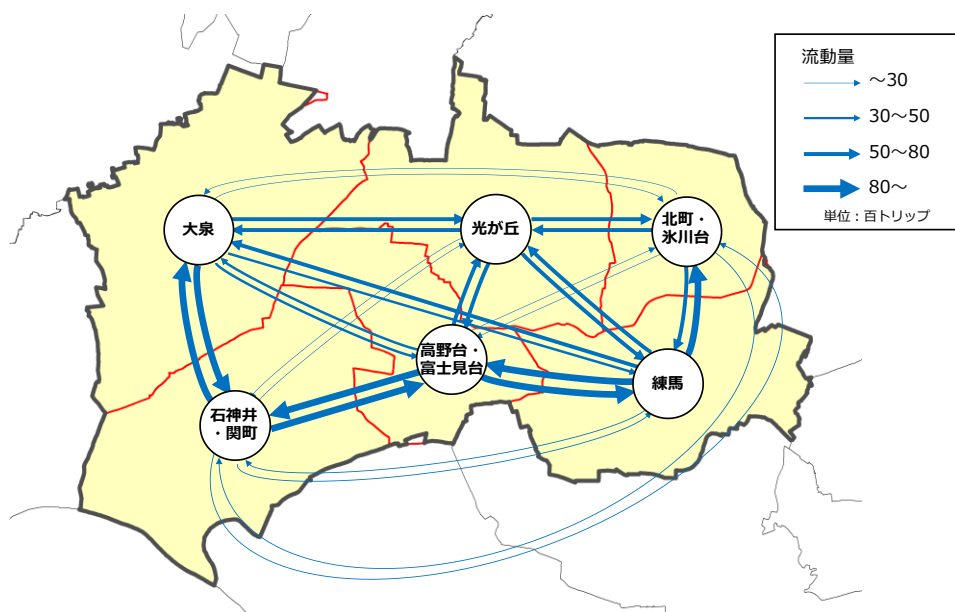 流動量
～30
30～50
50～80
80～
単位：百トリップ
大泉
光が丘
北町・
氷川台
高野台・
富士見台
練馬
石神井
・関町